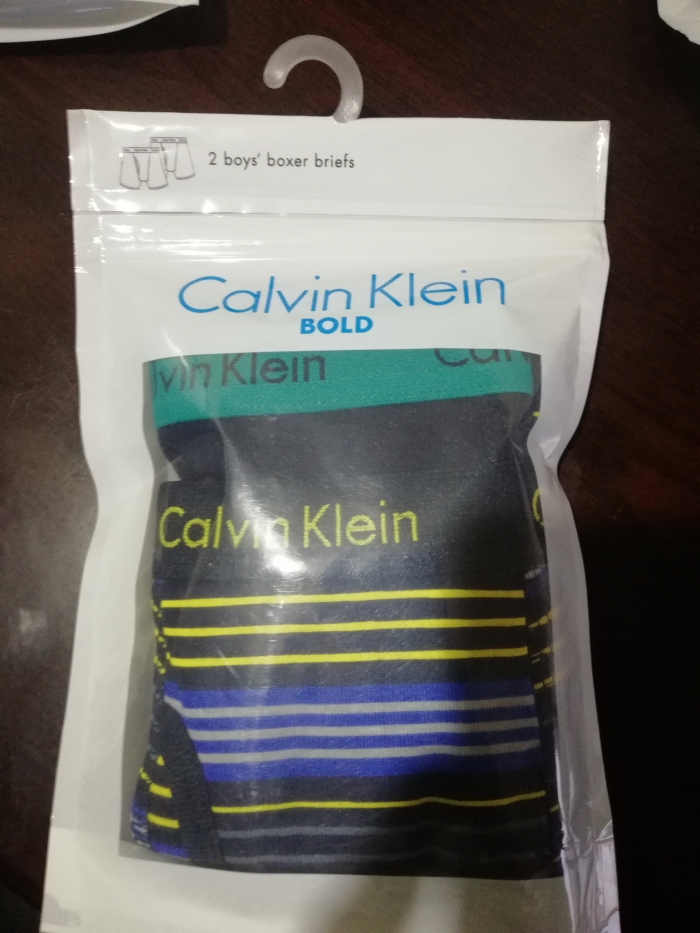 2 boys' boxer briefs
Calvin Klein
BOLD
vin Klein
Calvin Klein